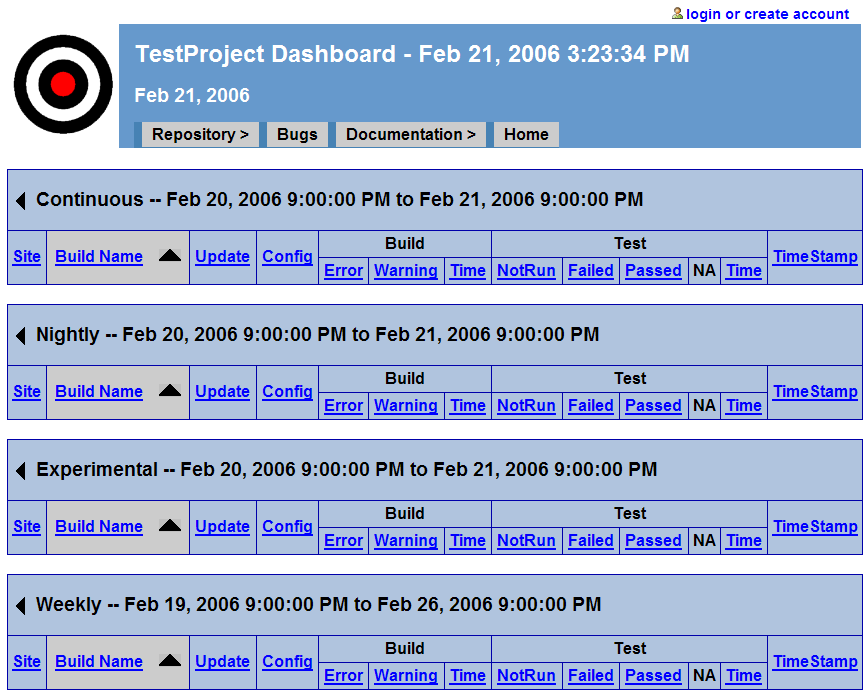 login or create account
TestProject Dashboard - Feb 21, 2006 3:23:34 PM
Feb 21, 2006
Repository > Bugs Documentation > Home
Continuous -- Feb 20, 2006 9:00:00 PM to Feb 21, 2006 9:00:00 PM
Site Build Name Update Config Build Test TimeStamp
Error Warning Time NotRun Failed Passed NA Time
Nightly -- Feb 20, 2006 9:00:00 PM to Feb 21, 2006 9:00:00 PM
Site Build Name Update Config Build Test TimeStamp
Error Warning Time NotRun Failed Passed NA Time
Experimental -- Feb 20, 2006 9:00:00 PM to Feb 21, 2006 9:00:00 PM
Site Build Name Update Config Build Test TimeStamp
Error Warning Time NotRun Failed Passed NA Time
Weekly -- Feb 19, 2006 9:00:00 PM to Feb 26, 2006 9:00:00 PM
Site Build Name Update Config Build Test TimeStamp
Error Warning Time NotRun Failed Passed NA Time